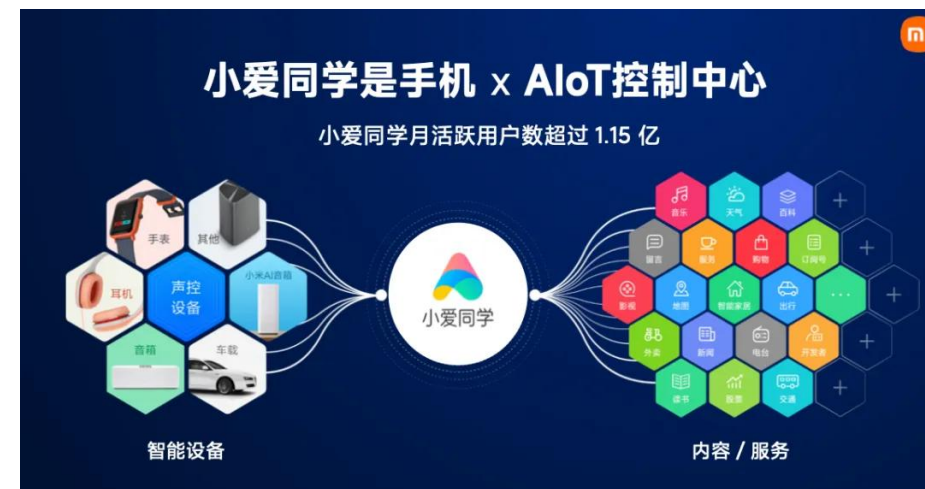 小爱同学是手机 x AIoT控制中心
小爱同学月活跃用户数超过 1.15 亿
手表
其他
耳机
声控
设备
小米AI音箱
音箱
车载
智能设备
小爱同学
音乐
天气
百科
留言
服务
购物
订阅号
影视
地图
智能家居
出行
外卖
新闻
电台
开发者
读书
股票
交通
内容 / 服务